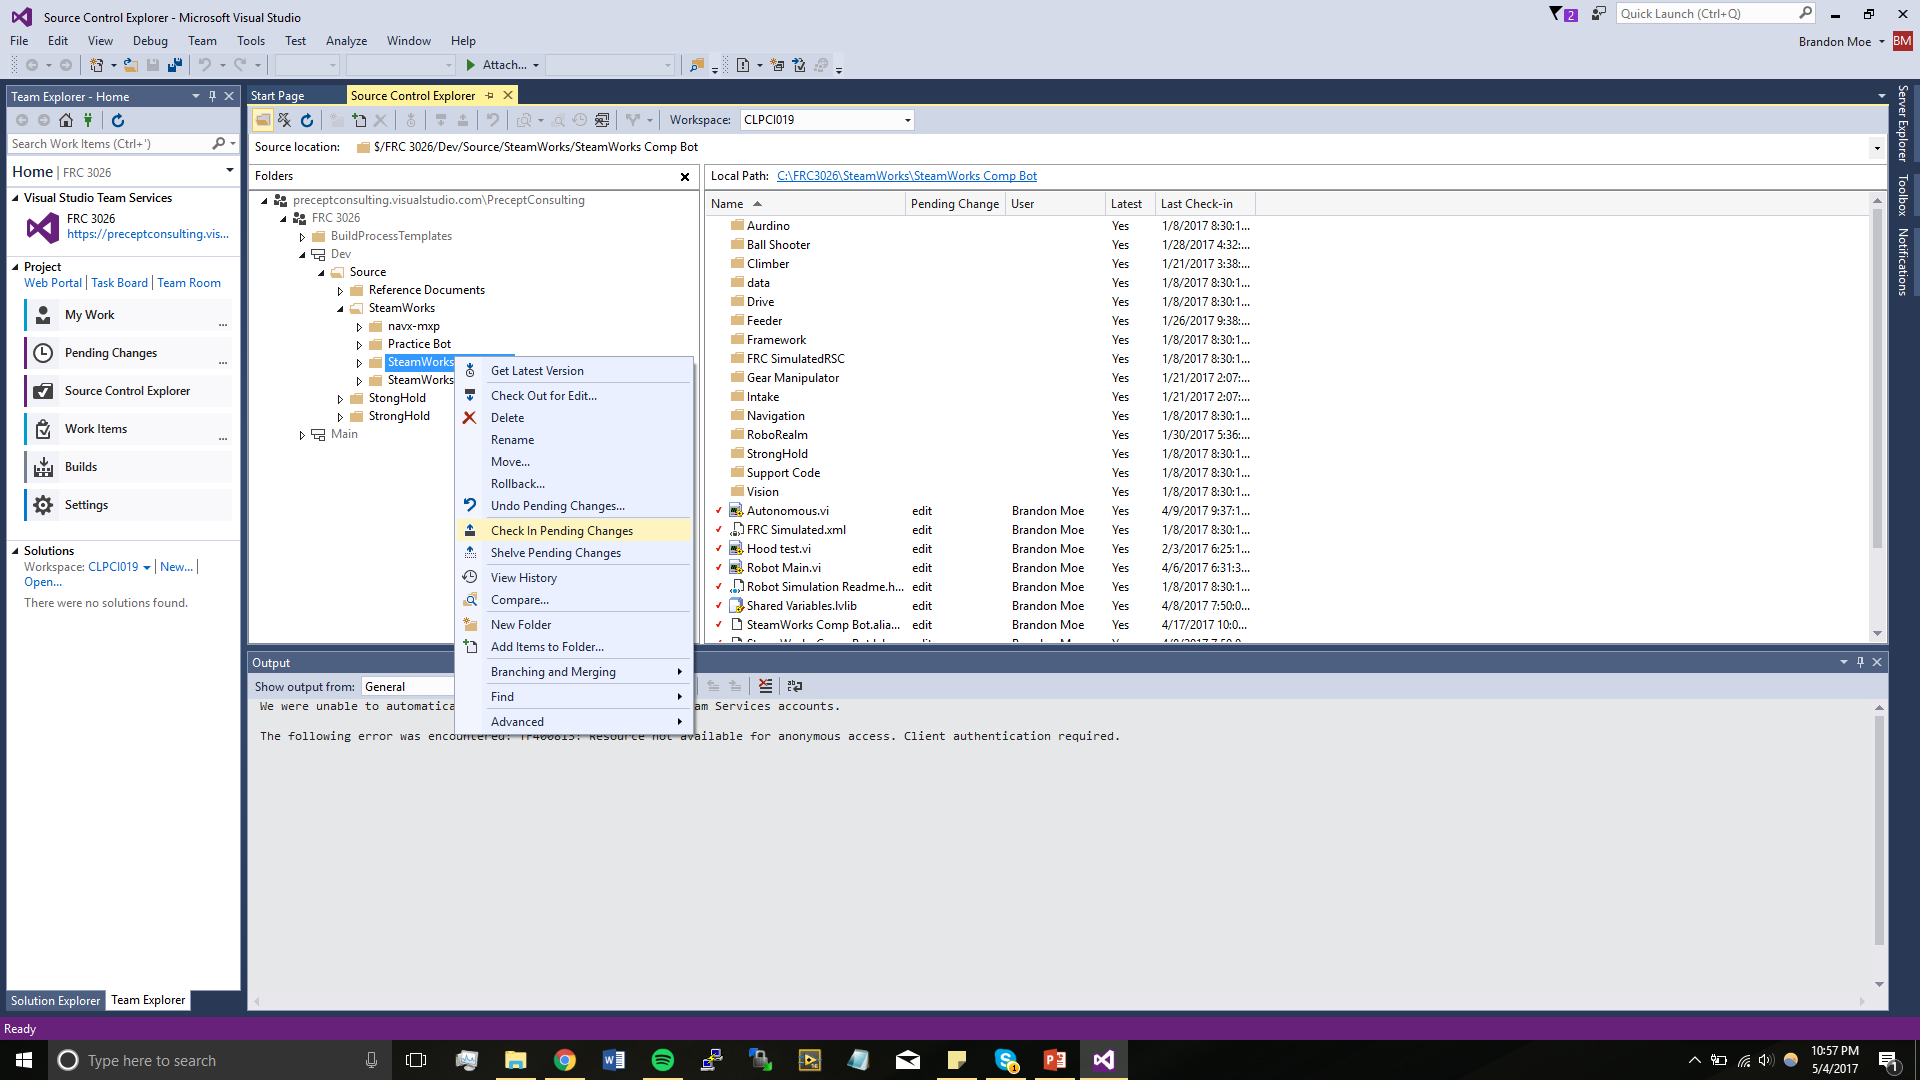 Source Control Explorer - Microsoft Visual Studio
2
Quick Launch (Ctrl+Q)
File Edit View Debug Team Tools Test Analyze Window Help
Brandon Moe BM
Attach...
Team Explorer - Home
Search Work Items (Ctrl+')
Home | FRC 3026
Visual Studio Team Services
FRC 3026
https://preceptconsulting.vis...
Project
Web Portal | Task Board | Team Room
My Work ...
Pending Changes ...
Source Control Explorer
Work Items ...
Builds
Settings
Solutions
Workspace: CLPCI019 | New... |
Open...
There were no solutions found.
Solution Explorer Team Explorer
Start Page Source Control Explorer
Workspace: CLPCI019
Source location: $/FRC 3026/Dev/Source/SteamWorks/SteamWorks Comp Bot
Folders
preceptconsulting.visualstudio.com\PreceptConsulting
FRC 3026
BuildProcessTemplates
Dev
Source
Reference Documents
SteamWorks
navx-mxp
Practice Bot
SteamWorks
SteamWorks
StongHold
StrongHold
Main
Get Latest Version
Check Out for Edit...
Delete
Rename
Move...
Rollback...
Undo Pending Changes...
Check In Pending Changes
Shelve Pending Changes
View History
Compare...
New Folder
Add Items to Folder...
Branching and Merging
Find
Advanced
Local Path: C:\FRC3026\SteamWorks\SteamWorks Comp Bot
Name Pending Change User Latest Last Check-in
Aurdino Yes 1/8/2017 8:30:1...
Ball Shooter Yes 1/28/2017 4:32:...
Climber Yes 1/21/2017 3:38:...
data Yes 1/8/2017 8:30:1...
Drive Yes 1/8/2017 8:30:1...
Feeder Yes 1/26/2017 9:38:...
Framework Yes 1/8/2017 8:30:1...
FRC SimulatedRSC Yes 1/8/2017 8:30:1...
Gear Manipulator Yes 1/21/2017 2:07:...
Intake Yes 1/21/2017 2:07:...
Navigation Yes 1/8/2017 8:30:1...
RoboRealm Yes 1/30/2017 5:36:...
StrongHold Yes 1/8/2017 8:30:1...
Support Code Yes 1/8/2017 8:30:1...
Vision Yes 1/8/2017 8:30:1...
Autonomous.vi edit Brandon Moe Yes 4/9/2017 9:37:1...
FRC Simulated.xml edit Brandon Moe Yes 1/8/2017 8:30:1...
Hood test.vi edit Brandon Moe Yes 2/3/2017 6:25:1...
Robot Main.vi edit Brandon Moe Yes 4/6/2017 6:31:3...
Robot Simulation Readme.h... edit Brandon Moe Yes 1/8/2017 8:30:1...
Shared Variables.lvlib edit Brandon Moe Yes 4/8/2017 7:50:0...
SteamWorks Comp Bot.alia... edit Brandon Moe Yes 4/17/2017 10:0...
Output
Show output from: General
We were unable to automatica Services accounts.
The following error was encountered: TF400813: Resource not available for anonymous access. Client authentication required.
Server Explorer
Toolbox
Notifications
Ready
Type here to search
10:57 PM
5/4/2017
1